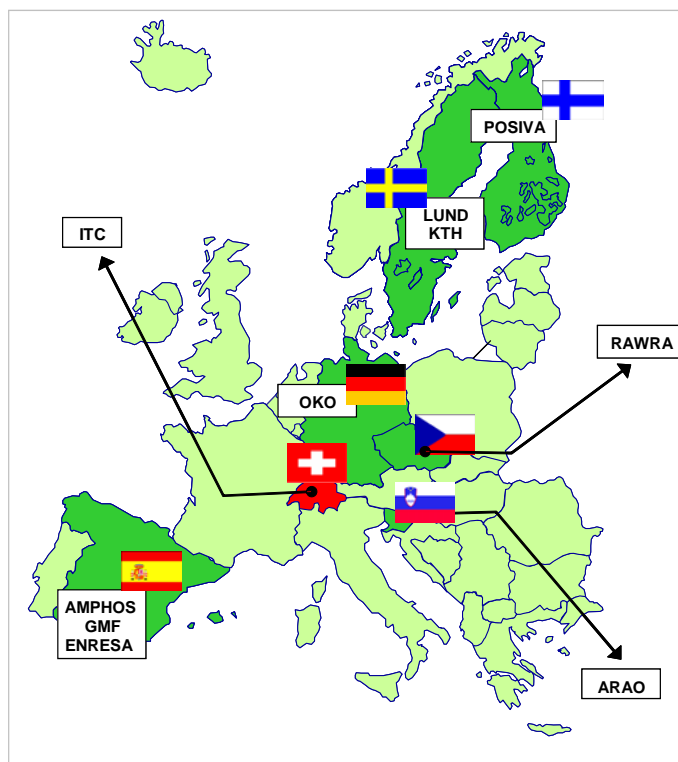 POSIVA
LUND
KTH
ITC
RAWRA
OKO
AMPHOS
GMF
ENRESA
ARAO